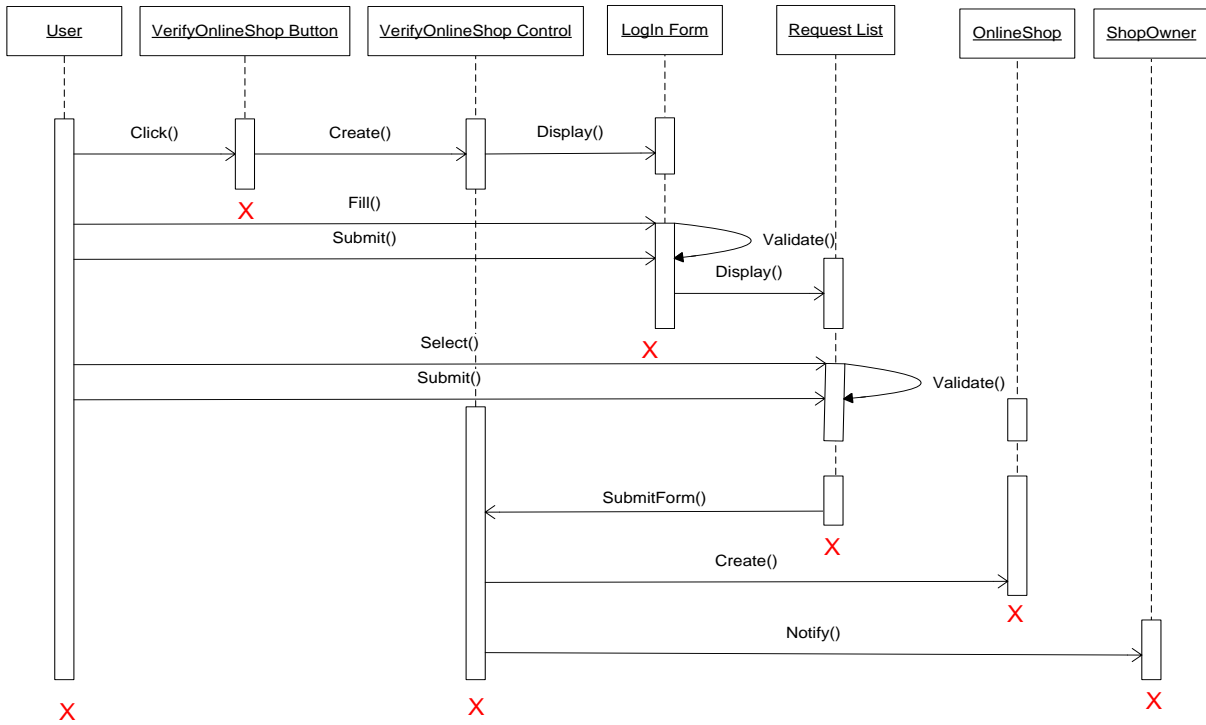 User
VerifyOnlineShop Button
VerifyOnlineShop Control
LogIn Form
Request List
OnlineShop
ShopOwner
Click()
Create()
Display()
Fill()
Submit()
Validate()
Display()
Select()
Submit()
Validate()
SubmitForm()
Create()
Notify()